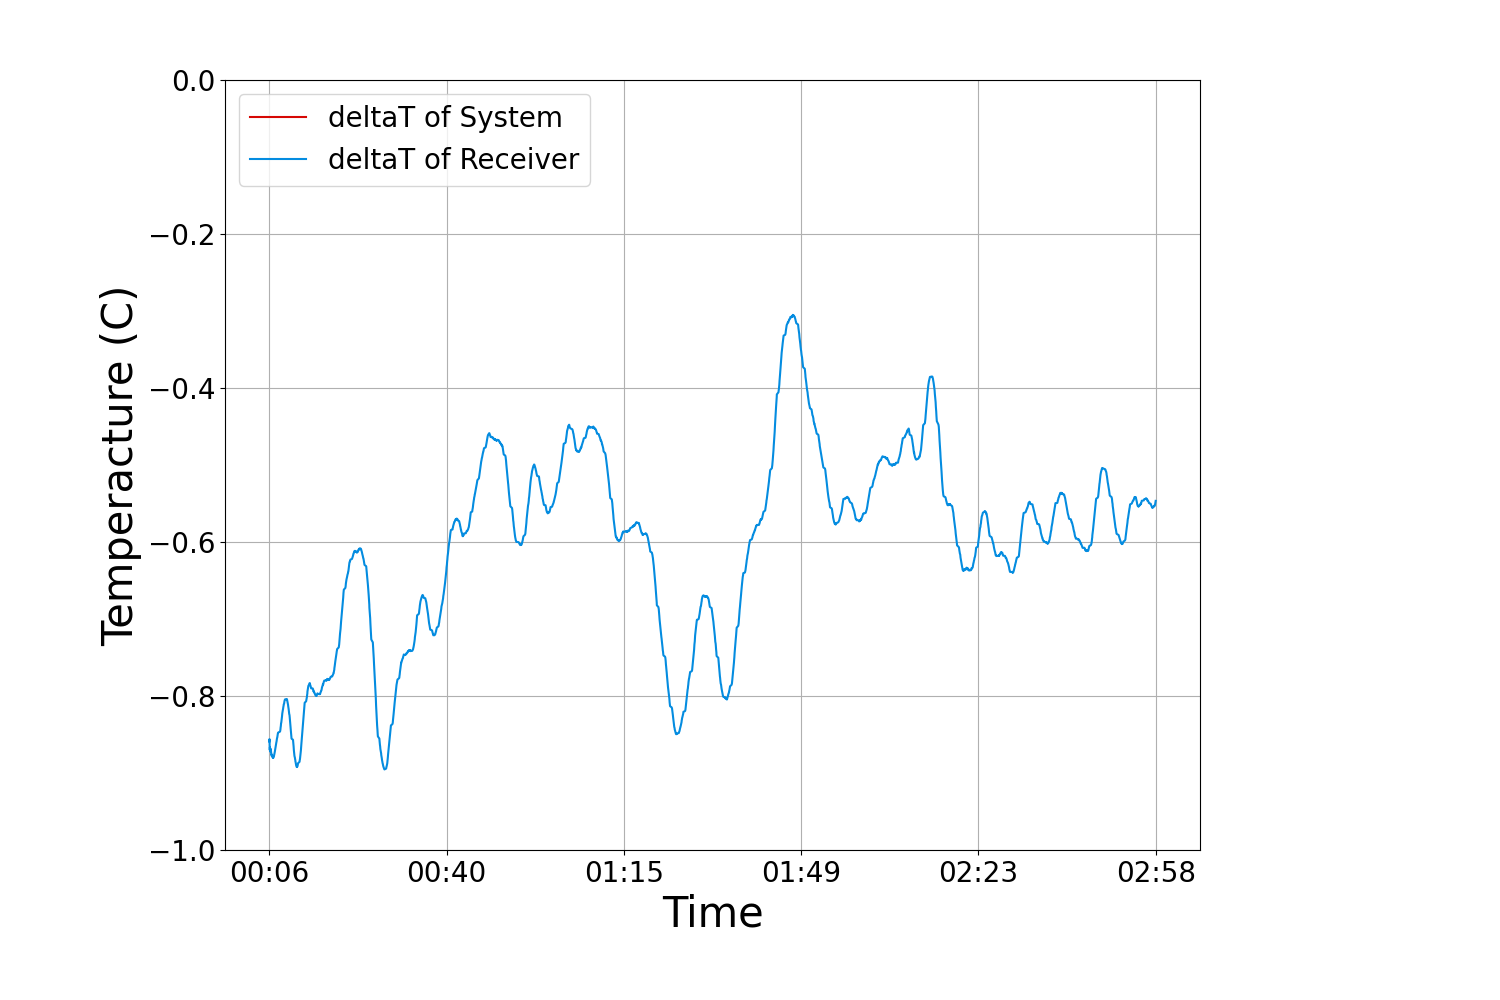 0.0
deltaT of System
deltaT of Receiver
−0.2
−0.4
−0.6
−0.8
−1.0
Temperacture (C)
00:06 00:40 01:15 01:49 02:23 02:58
Time